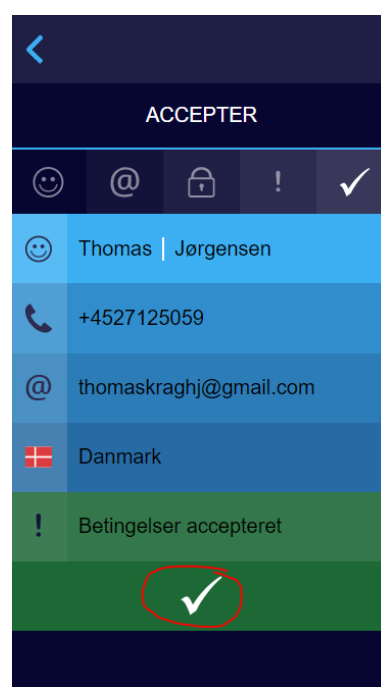 ACCEPTER
@
!
Thomas Jørgensen
+4527125059
@ thomaskraghj@gmail.com
Danmark
! Betingelser accepteret